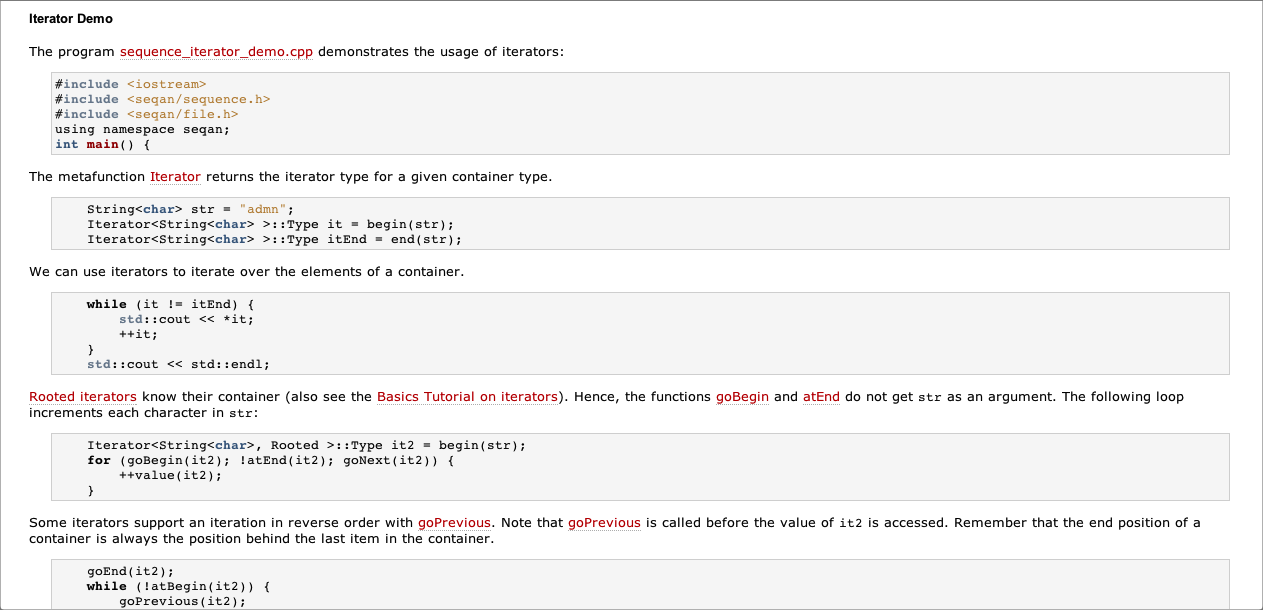 Iterator Demo
The program sequence_iterator_demo.cpp demonstrates the usage of iterators:
#include <iostream>
#include <seqan/sequence.h>
#include <seqan/file.h>
using namespace seqan;
int main() {
The metafunction Iterator returns the iterator type for a given container type.
String<char> str = "admn";
Iterator<String<char> >::Type it = begin(str);
Iterator<String<char> >::Type itEnd = end(str);
We can use iterators to iterate over the elements of a container.
while (it != itEnd) {
std::cout << *it;
++it;
}
std::cout << std::endl;
Rooted iterators know their container (also see the Basics Tutorial on iterators). Hence, the functions goBegin and atEnd do not get str as an argument. The following loop
increments each character in str:
Iterator<String<char>, Rooted >::Type it2 = begin(str);
for (goBegin(it2); !atEnd(it2); goNext(it2)) {
++value(it2);
}
Some iterators support an iteration in reverse order with goPrevious. Note that goPrevious is called before the value of it2 is accessed. Remember that the end position of a
container is always the position behind the last item in the container.
goEnd(it2);
while (!atBegin(it2)) {
goPrevious(it2);